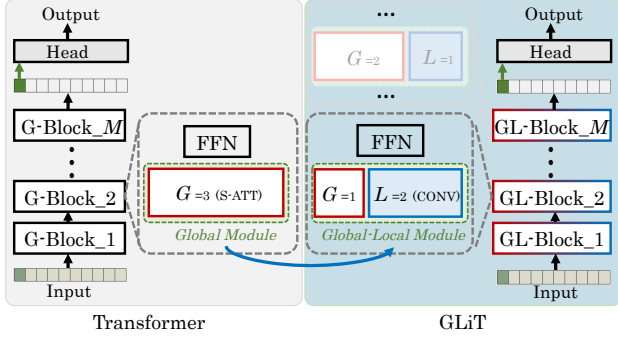 Output
Head
G-Block_M
G-Block_2
G-Block_1
Input
FFN
G=3 (S-ATT)
Global Module
Transformer
...
G=2
L=1
...
FFN
G=1
L=2 (CONV)
Global-Local Module
Output
Head
GL-Block_M
GL-Block_2
GL-Block_1
Input
GLiT